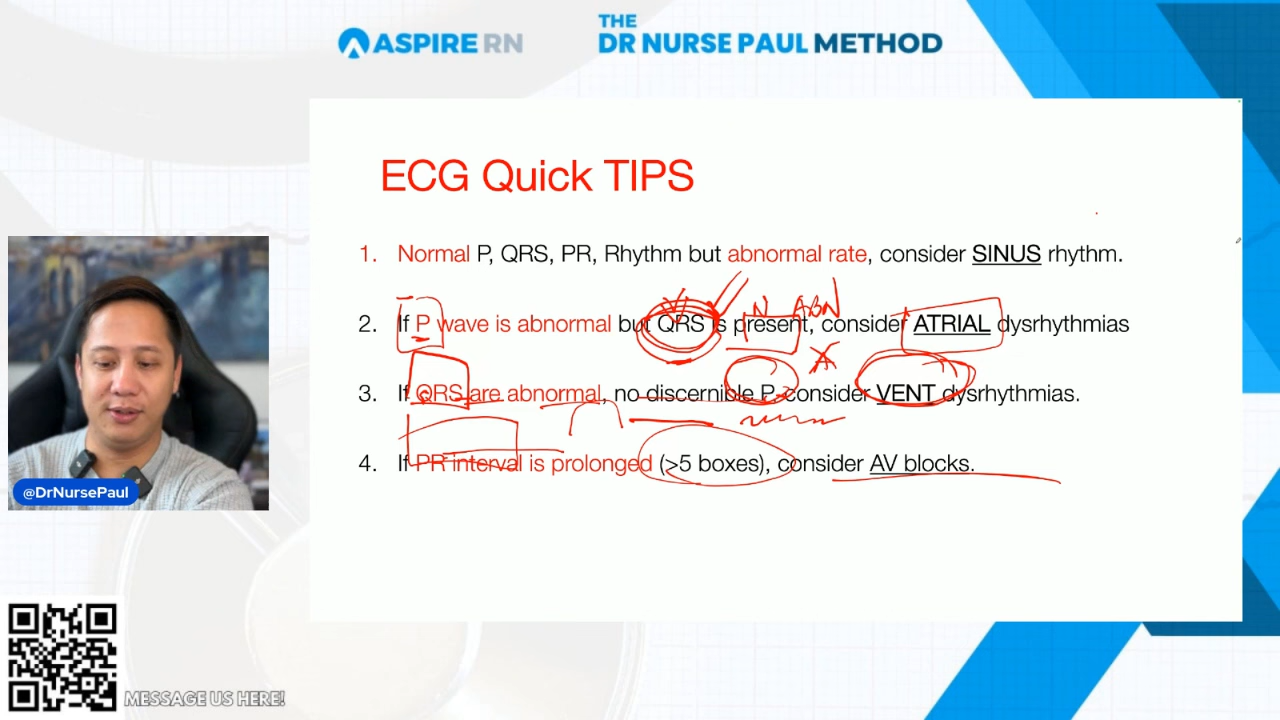 ASPIRE RN
THE
DR NURSE PAUL METHOD
ECG Quick TIPS
1. Normal P, QRS, PR, Rhythm but abnormal rate, consider SINUS rhythm.
N ABN
2. If P wave is abnormal but QRS is present, consider ATRIAL dysrhythmias
3. If QRS are abnormal, no discernible P, consider VENT dysrhythmias.
4. If PR interval is prolonged (>5 boxes), consider AV blocks.
@DrNursePaul
MESSAGE US HERE!